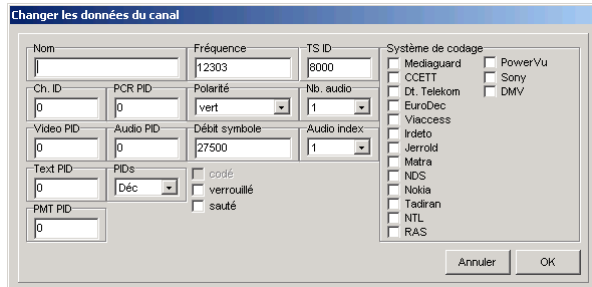 Changer les données du canal
Nom
Fréquence
12303
TS ID
8000
Ch. ID
0
PCR PID
0
Polarité
vert
Nb. audio
1
Video PID
0
Audio PID
0
Débit symbole
27500
Audio index
1
Text PID
0
PIDs
Déc
codé
verrouillé
sauté
PMT PID
0
Système de codage
Mediaguard
CCETT
Dt. Telekom
EuroDec
Viaccess
Irdeto
Jerrold
Matra
NDS
Nokia
Tadiran
NTL
RAS
PowerVu
Sony
DMV
Annuler
OK